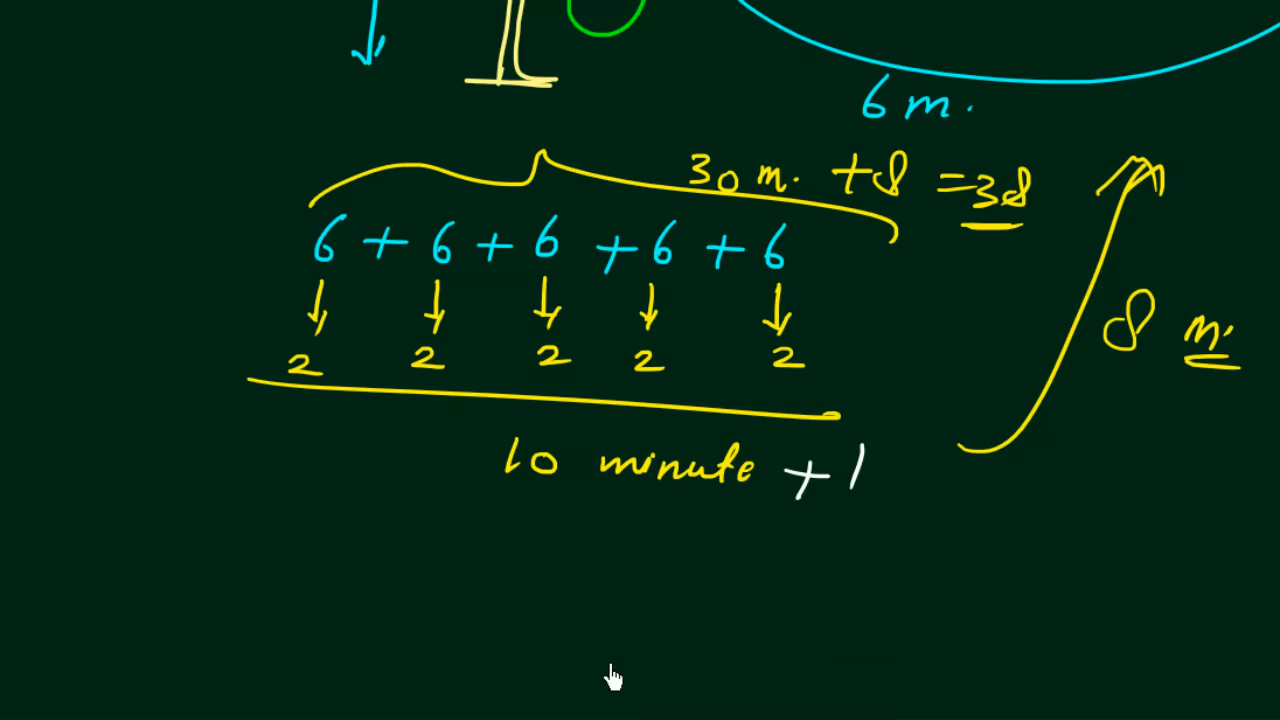 6 m.
30 m. + 8 = 38
6 + 6 + 6 + 6 + 6
8 m.
2 2 2 2 2
10 minute + 1